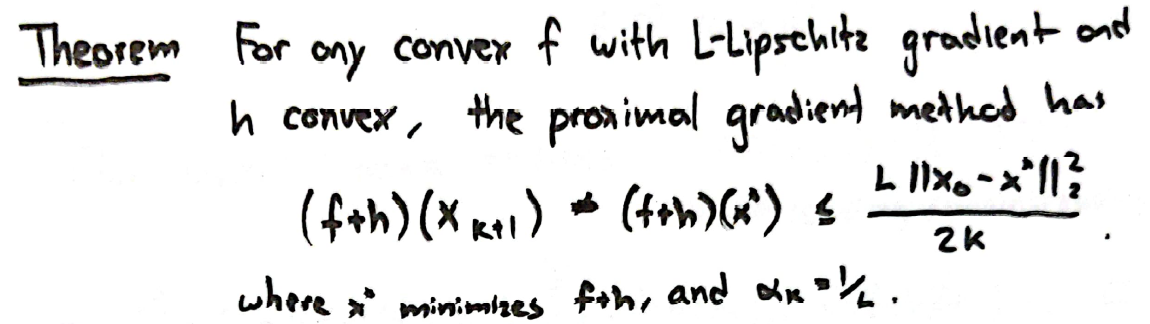 Theorem For any convex f with L-Lipschitz gradient and
h convex, the proximal gradient method has
(f+h)(x_{k+1}) - (f+h)(x*) ≤ L ||x_0 - x*||_2^2 / 2k .
where x* minimizes f+h, and α_k = 1/L .